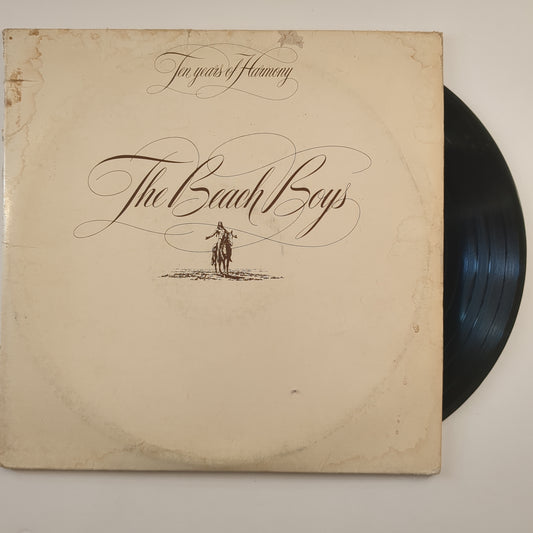 Ten years of Harmony
The Beach Boys